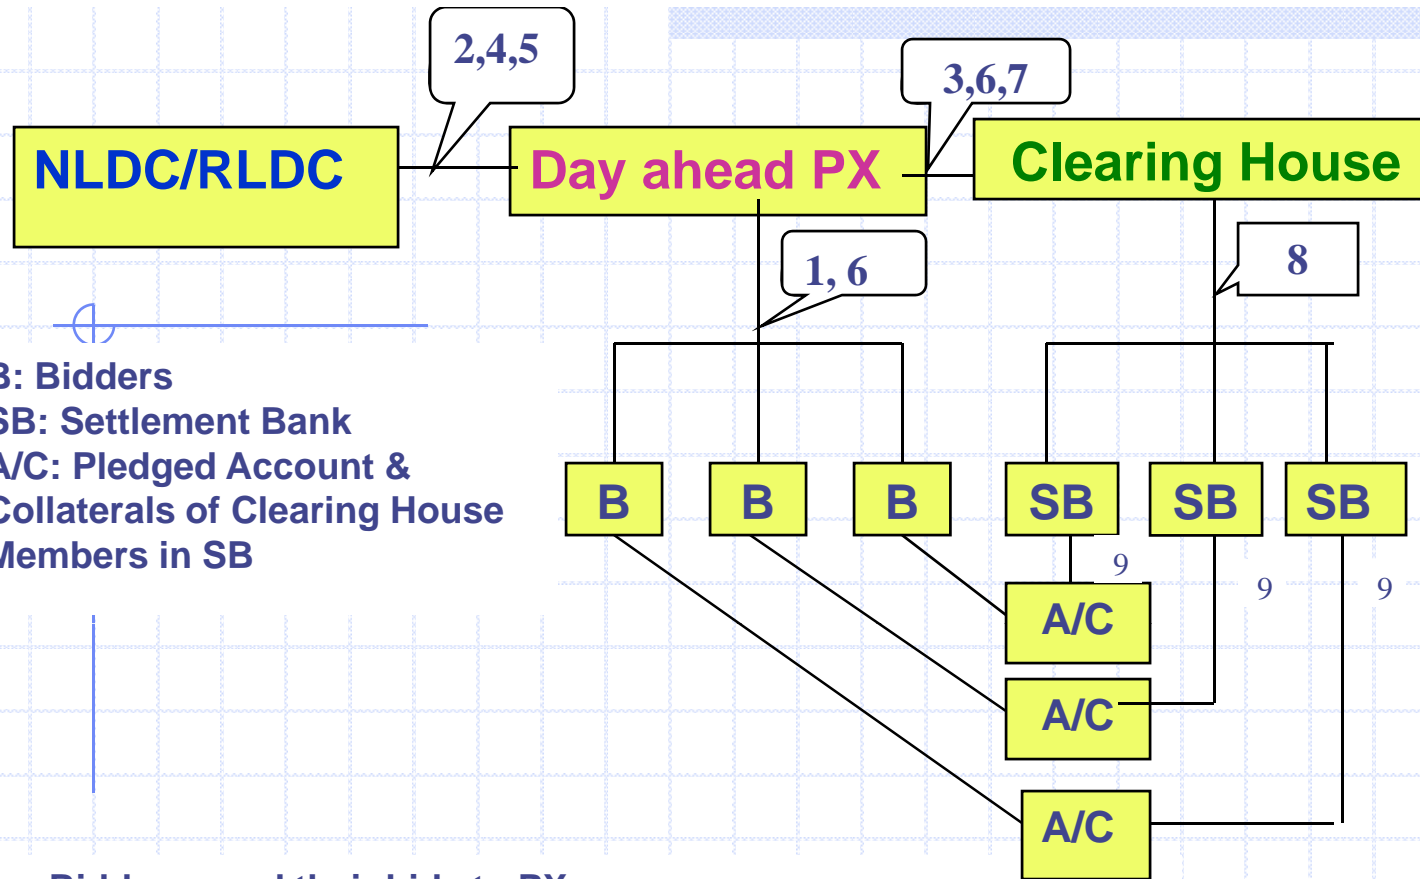 2,4,5
3,6,7
NLDC/RLDC
Day ahead PX
Clearing House
1, 6
8
B: Bidders
SB: Settlement Bank
A/C: Pledged Account &
Collaterals of Clearing House
Members in SB
B B B SB SB SB
9 9 9
A/C
A/C
A/C